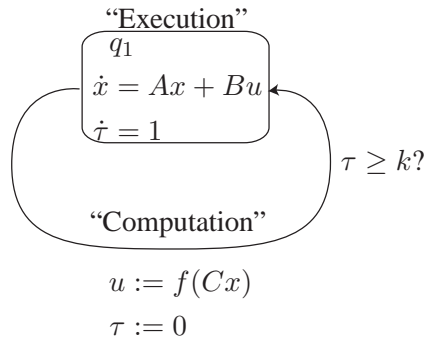 “Execution”
q₁
ẋ = Ax + Bu
τ̇ = 1
τ ≥ k?
“Computation”
u := f(Cx)
τ := 0